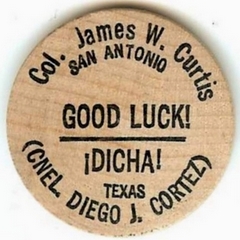 Col. James W. Curtis
SAN ANTONIO
GOOD LUCK!
¡DICHA!
TEXAS
(CNEL. DIEGO J. CORTEZ)